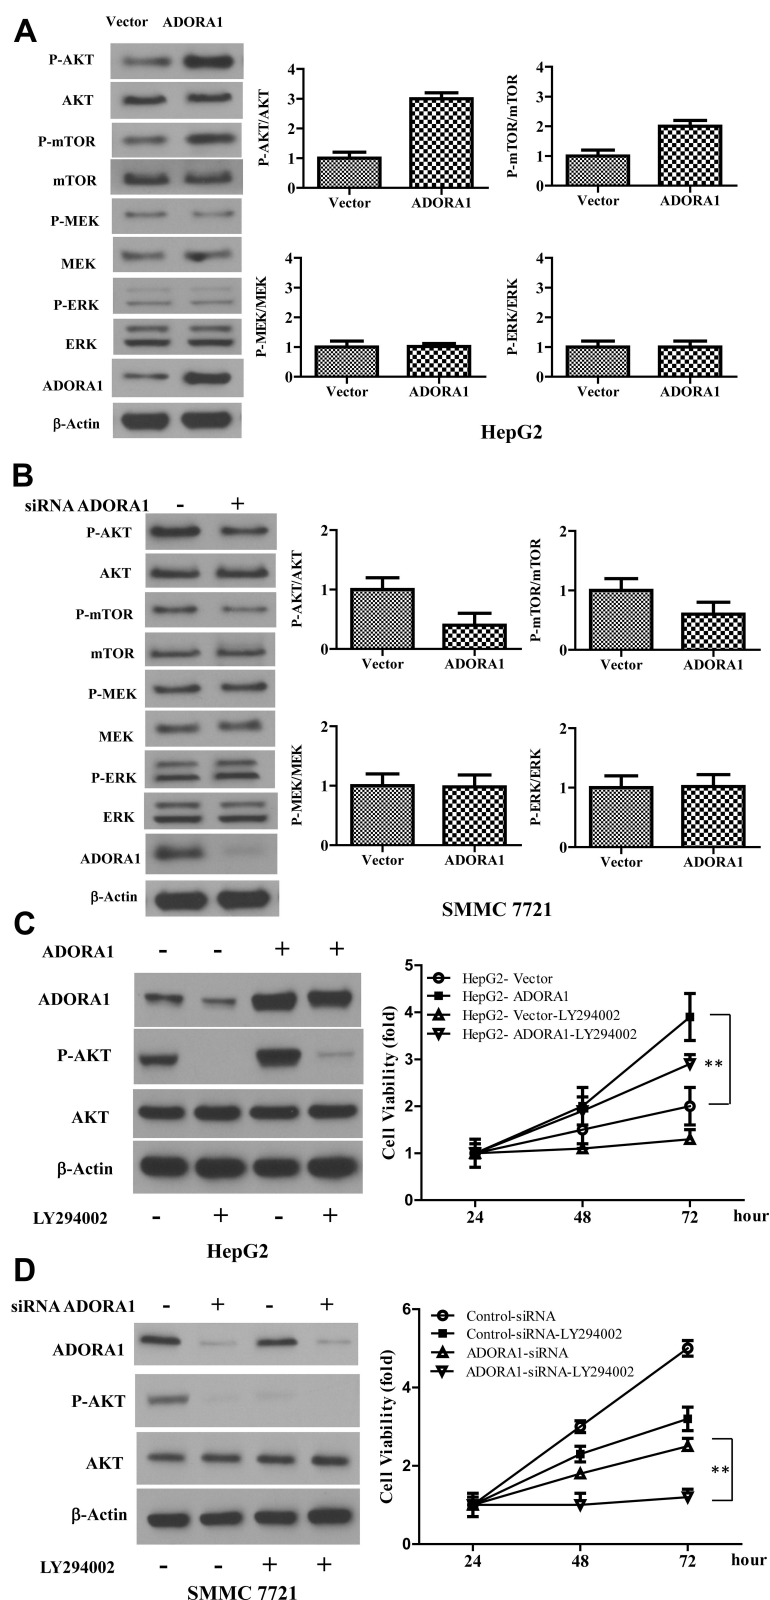 A
Vector ADORA1
P-AKT
AKT
P-mTOR
mTOR
P-MEK
MEK
P-ERK
ERK
ADORA1
β-Actin
P-AKT/AKT
4
3
2
1
0
Vector ADORA1
P-mTOR/mTOR
4
3
2
1
0
Vector ADORA1
P-MEK/MEK
4
3
2
1
0
Vector ADORA1
P-ERK/ERK
4
3
2
1
0
Vector ADORA1
HepG2
B
siRNA ADORA1 - +
P-AKT
AKT
P-mTOR
mTOR
P-MEK
MEK
P-ERK
ERK
ADORA1
β-Actin
P-AKT/AKT
2
1
0
Vector ADORA1
P-mTOR/mTOR
2
1
0
Vector ADORA1
P-MEK/MEK
2
1
0
Vector ADORA1
P-ERK/ERK
2
1
0
Vector ADORA1
SMMC 7721
C
ADORA1 - - + +
ADORA1
P-AKT
AKT
β-Actin
LY294002 - + - +
HepG2
Cell Viability (fold)
5
4
3
2
1
0
HepG2- Vector
HepG2- ADORA1
HepG2- Vector-LY294002
HepG2- ADORA1-LY294002
**
24 48 72 hour
D
siRNA ADORA1 - + - +
ADORA1
P-AKT
AKT
β-Actin
LY294002 - - + +
SMMC 7721
Cell Viability (fold)
6
4
2
0
Control-siRNA
Control-siRNA-LY294002
ADORA1-siRNA
ADORA1-siRNA-LY294002
**
24 48 72 hour